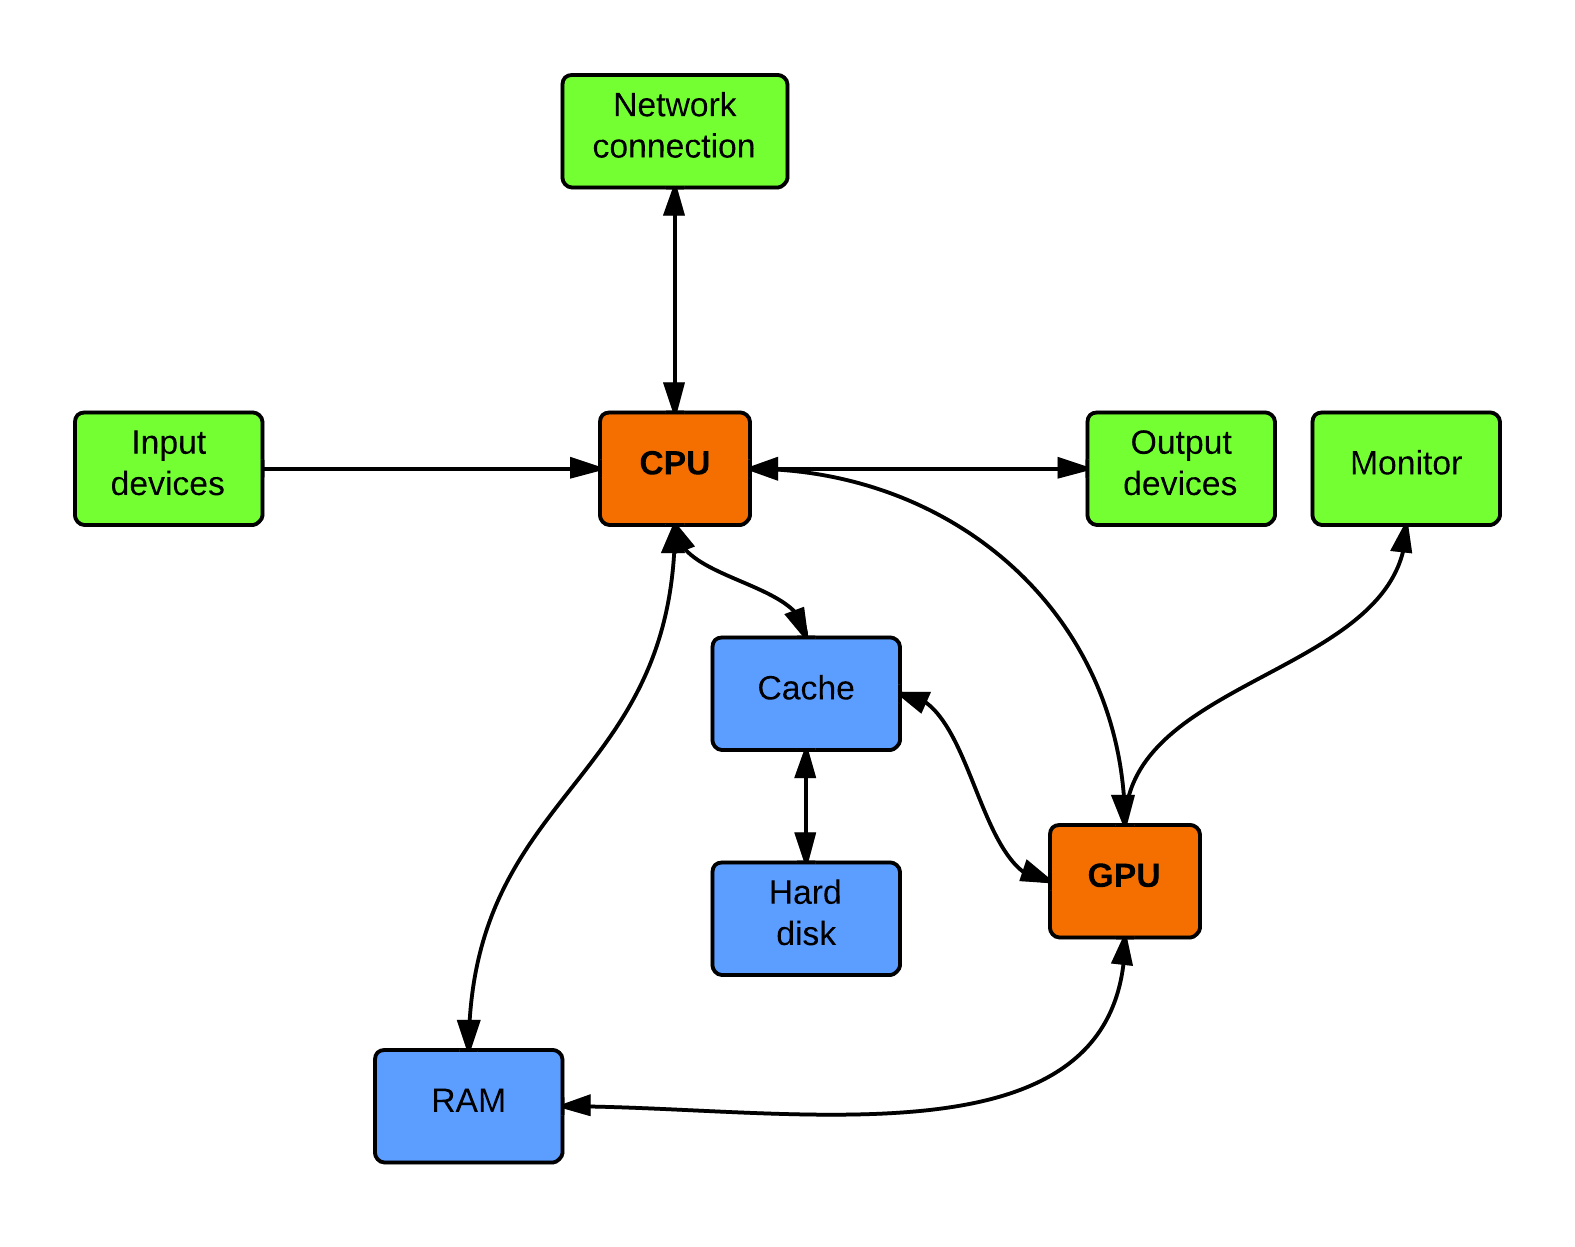 Network
connection
Input
devices
CPU
Output
devices
Monitor
Cache
GPU
Hard
disk
RAM